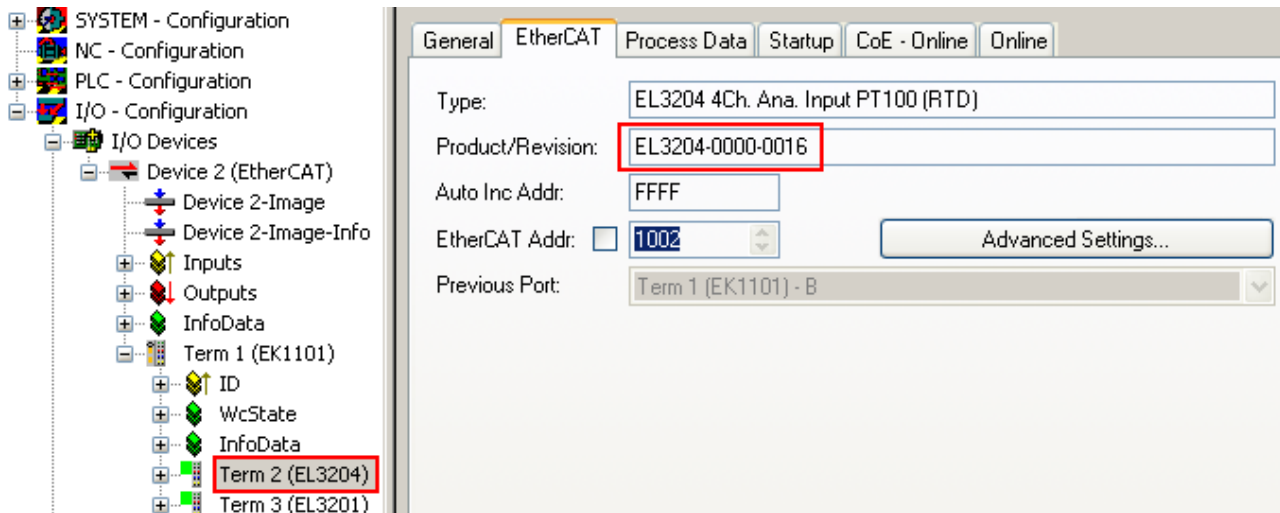 SYSTEM - Configuration
NC - Configuration
PLC - Configuration
I/O - Configuration
I/O Devices
Device 2 (EtherCAT)
Device 2-Image
Device 2-Image-Info
Inputs
Outputs
InfoData
Term 1 (EK1101)
ID
WcState
InfoData
Term 2 (EL3204)
Term 3 (EL3201)
General EtherCAT Process Data Startup CoE - Online Online
Type: EL3204 4Ch. Ana. Input PT100 (RTD)
Product/Revision: EL3204-0000-0016
Auto Inc Addr: FFFF
EtherCAT Addr: 1002 Advanced Settings...
Previous Port: Term 1 (EK1101) - B